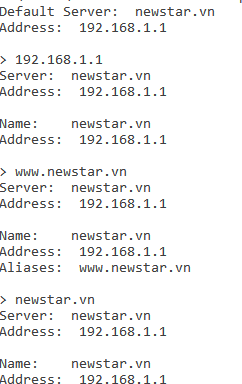 Default Server:  newstar.vn
Address:  192.168.1.1
> 192.168.1.1
Server:  newstar.vn
Address:  192.168.1.1
Name:    newstar.vn
Address:  192.168.1.1
> www.newstar.vn
Server:  newstar.vn
Address:  192.168.1.1
Name:    newstar.vn
Address:  192.168.1.1
Aliases:  www.newstar.vn
> newstar.vn
Server:  newstar.vn
Address:  192.168.1.1
Name:    newstar.vn
Address:  192.168.1.1